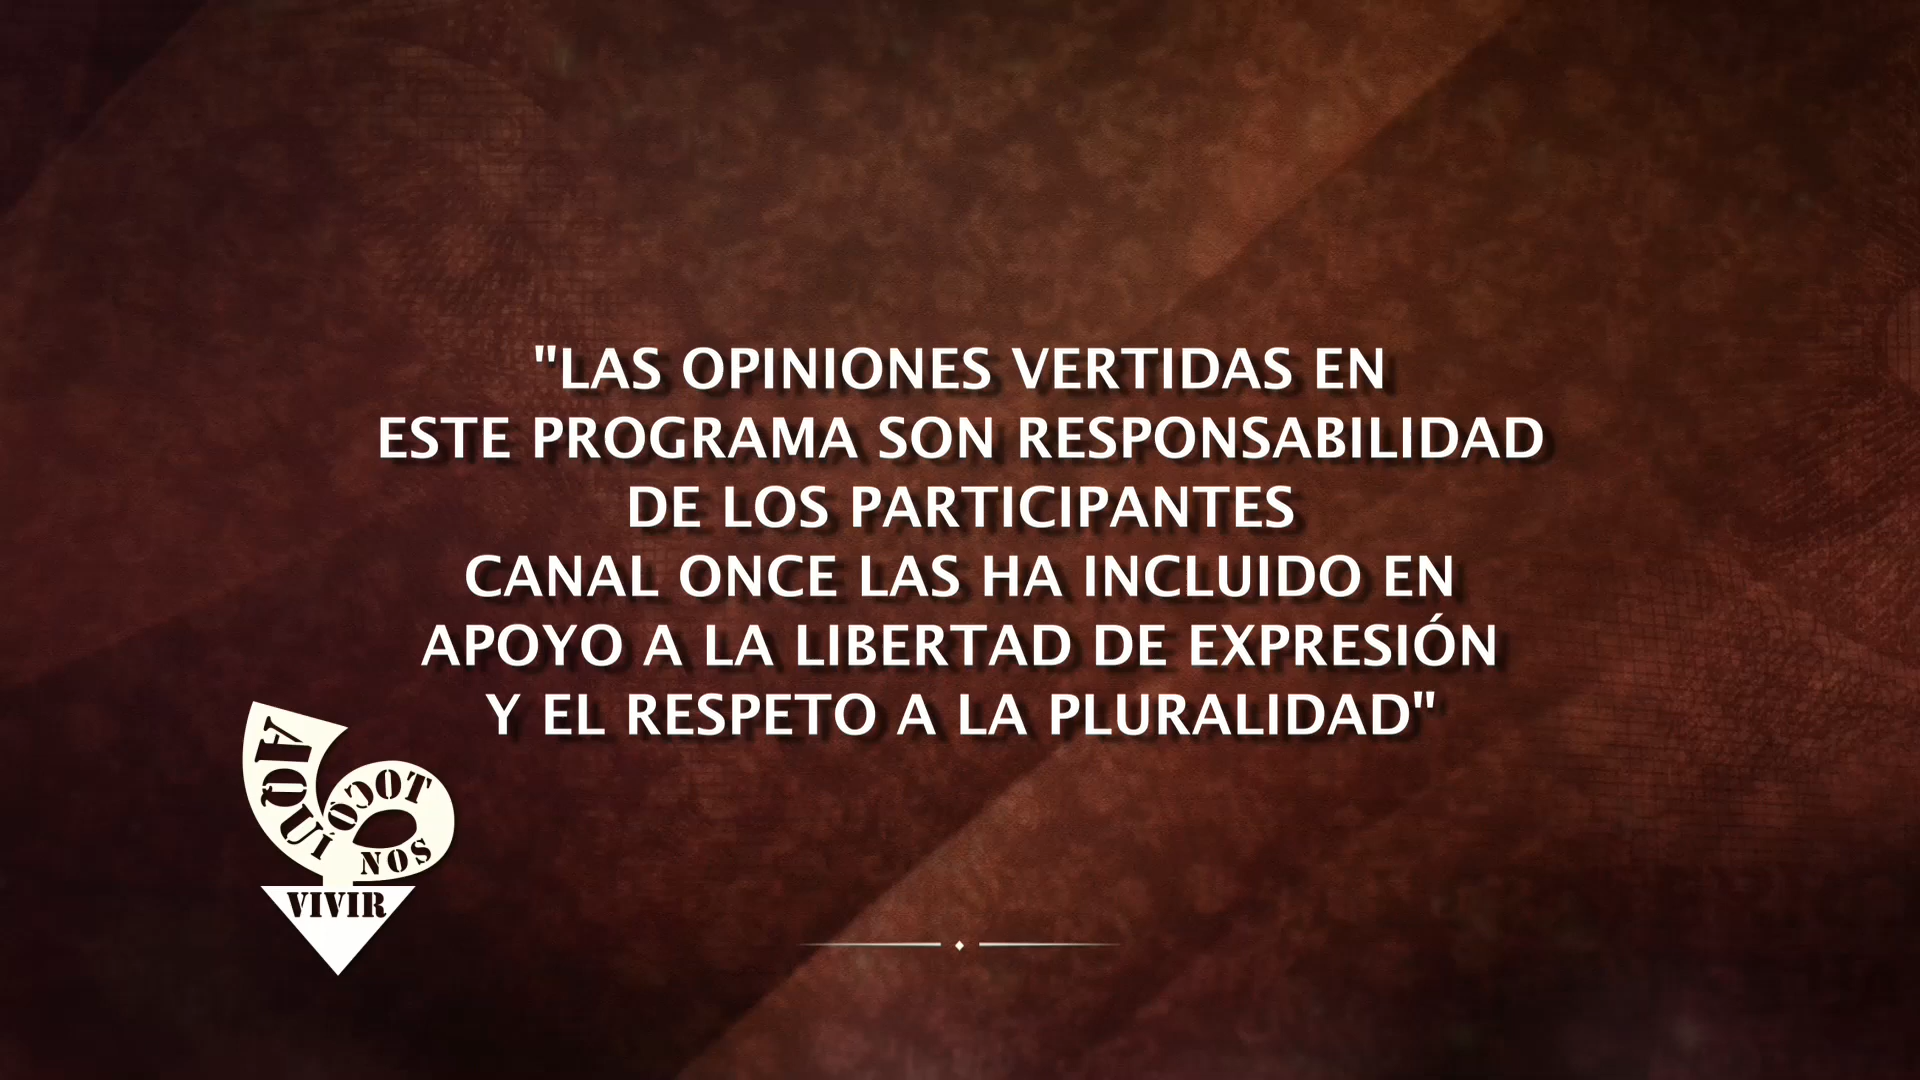 "LAS OPINIONES VERTIDAS EN
ESTE PROGRAMA SON RESPONSABILIDAD
DE LOS PARTICIPANTES
CANAL ONCE LAS HA INCLUIDO EN
APOYO A LA LIBERTAD DE EXPRESIÓN
Y EL RESPETO A LA PLURALIDAD"
AQUÍ
NOS
TOCÓ
VIVIR